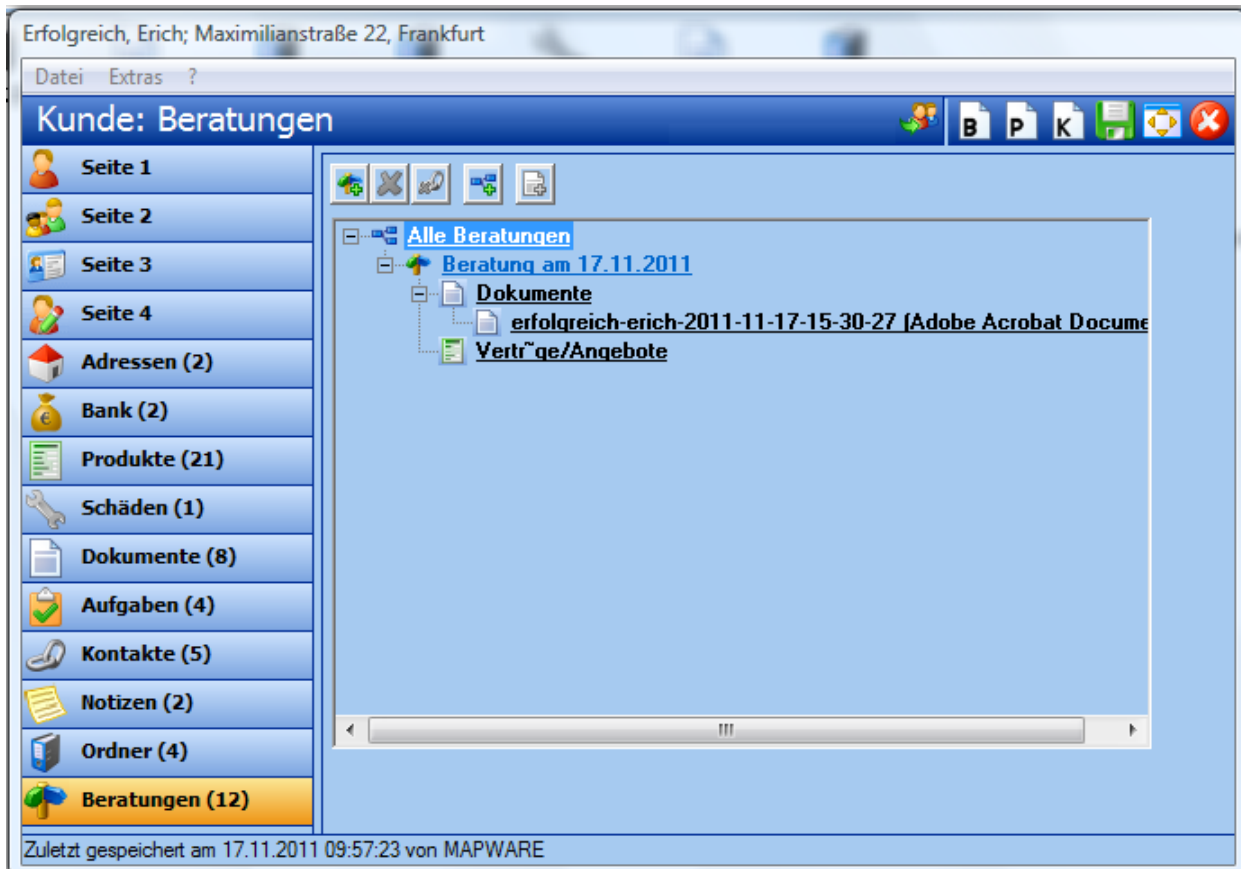 Erfolgreich, Erich; Maximilianstraße 22, Frankfurt
Datei Extras ?
Kunde: Beratungen
B P K
Seite 1
Seite 2
Seite 3
Seite 4
Adressen (2)
Bank (2)
Produkte (21)
Schäden (1)
Dokumente (8)
Aufgaben (4)
Kontakte (5)
Notizen (2)
Ordner (4)
Beratungen (12)
Alle Beratungen
Beratung am 17.11.2011
Dokumente
erfolgreich-erich-2011-11-17-15-30-27 (Adobe Acrobat Docume
Vertr˜ge/Angebote
Zuletzt gespeichert am 17.11.2011 09:57:23 von MAPWARE